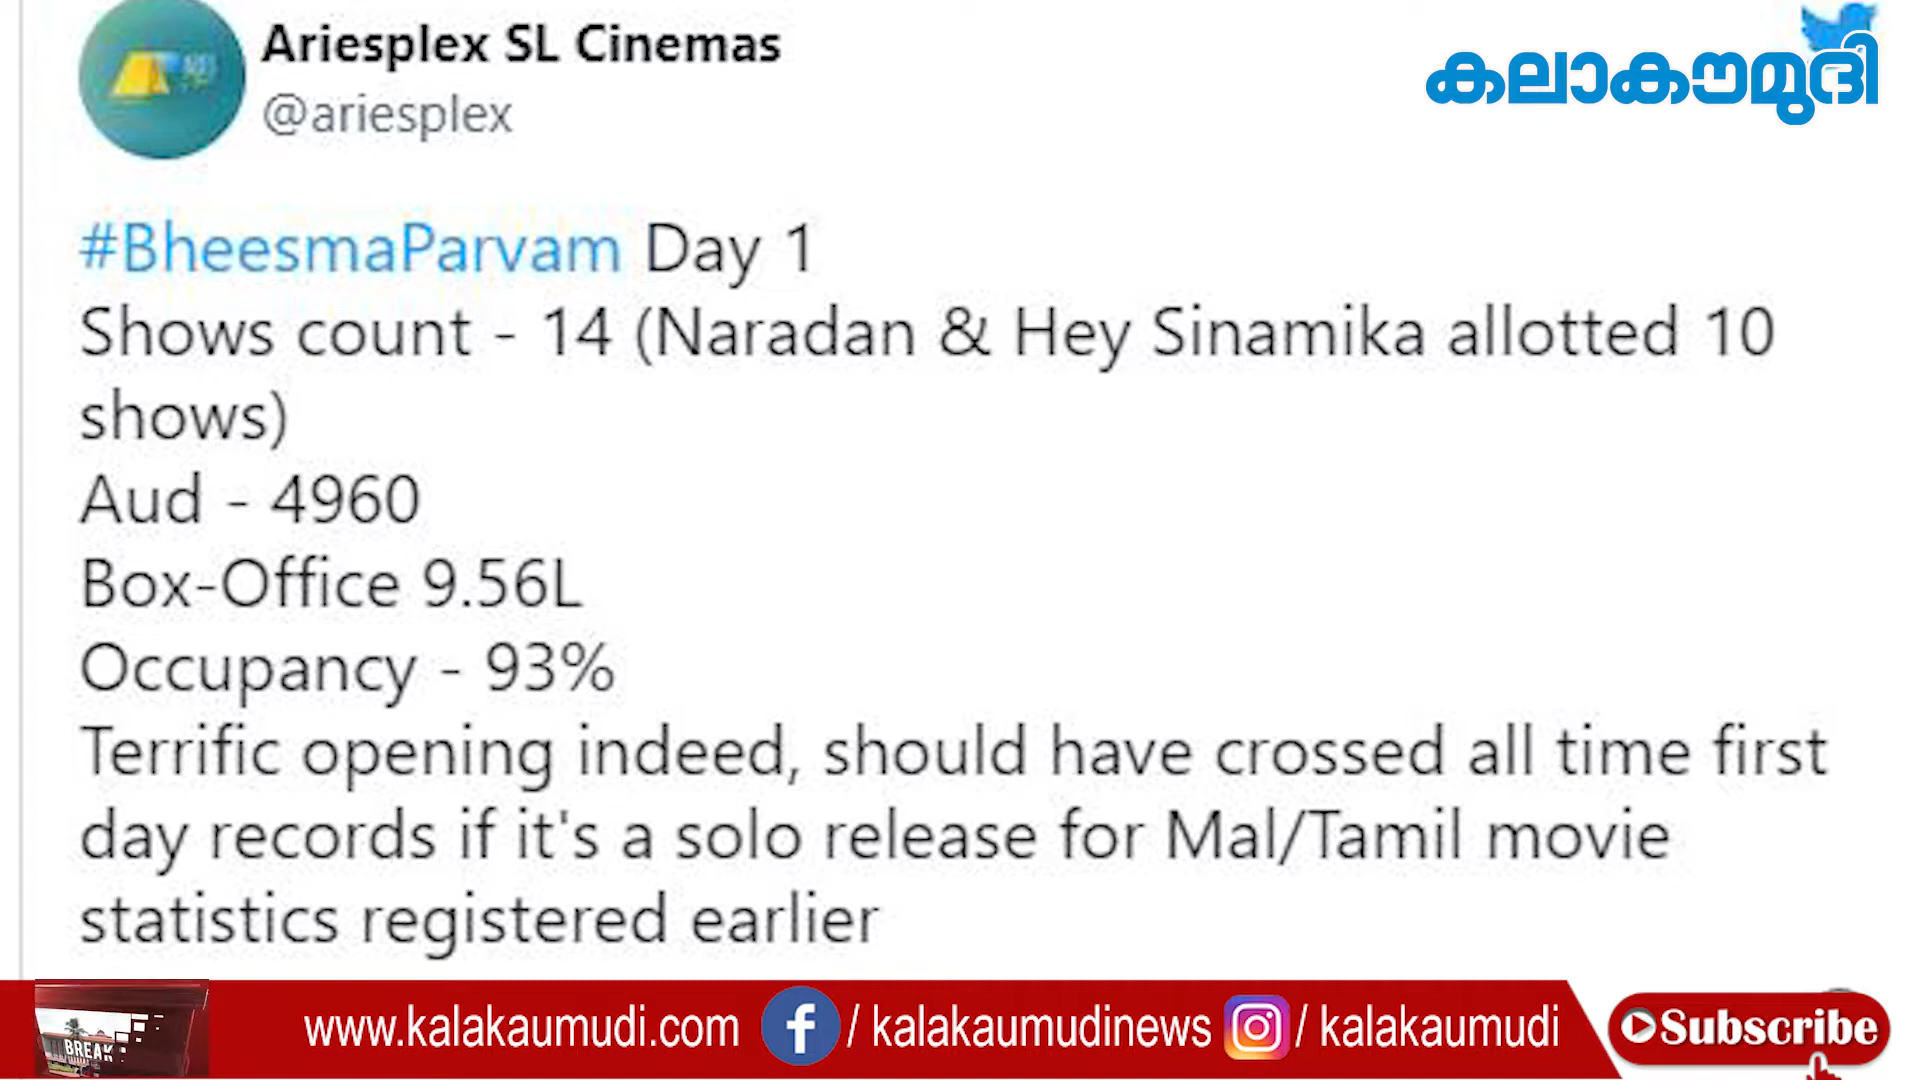 Ariesplex SL Cinemas
@ariesplex
കലാകൗമുദി
#BheesmaParvam Day 1
Shows count - 14 (Naradan & Hey Sinamika allotted 10
shows)
Aud - 4960
Box-Office 9.56L
Occupancy - 93%
Terrific opening indeed, should have crossed all time first
day records if it's a solo release for Mal/Tamil movie
statistics registered earlier
BREAK
www.kalakaumudi.com f / kalakaumudinews / kalakaumudi
Subscribe